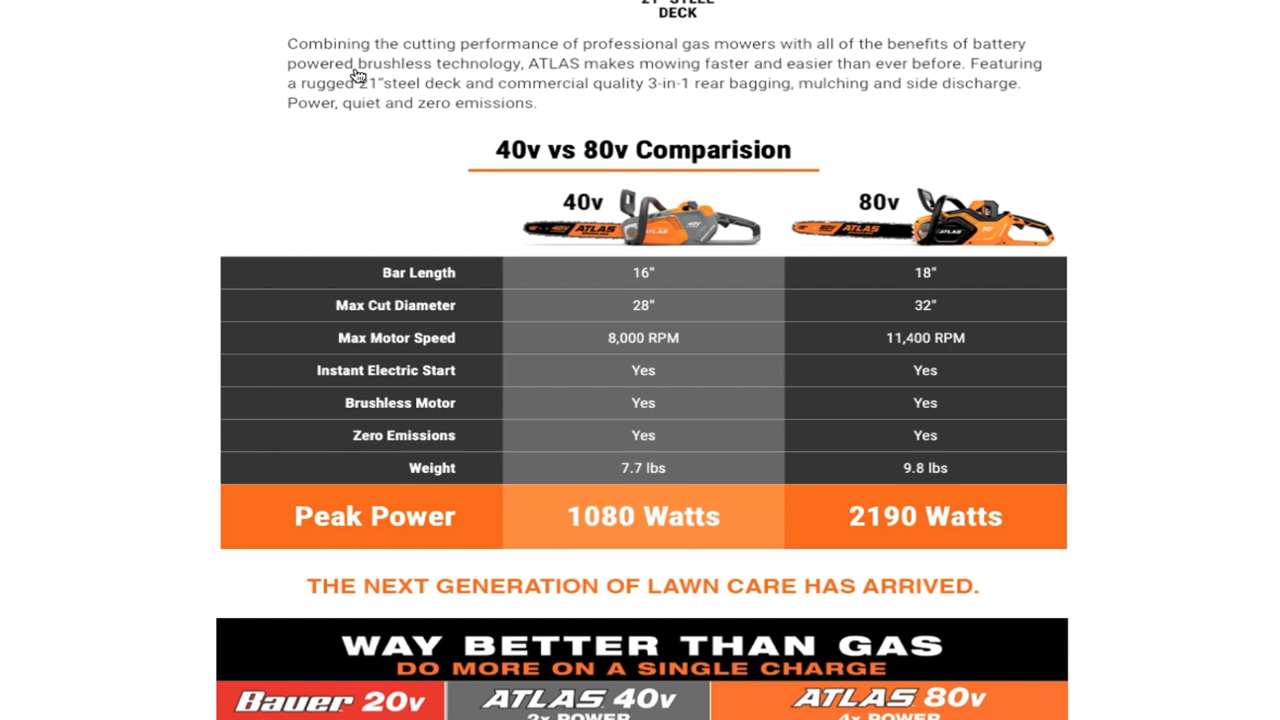 21" STEEL
DECK
Combining the cutting performance of professional gas mowers with all of the benefits of battery
powered brushless technology, ATLAS makes mowing faster and easier than ever before. Featuring
a rugged 21"steel deck and commercial quality 3-in-1 rear bagging, mulching and side discharge.
Power, quiet and zero emissions.
40v vs 80v Comparision
40v 80v
Bar Length 16" 18"
Max Cut Diameter 28" 32"
Max Motor Speed 8,000 RPM 11,400 RPM
Instant Electric Start Yes Yes
Brushless Motor Yes Yes
Zero Emissions Yes Yes
Weight 7.7 lbs 9.8 lbs
Peak Power 1080 Watts 2190 Watts
THE NEXT GENERATION OF LAWN CARE HAS ARRIVED.
WAY BETTER THAN GAS
DO MORE ON A SINGLE CHARGE
Bauer 20v ATLAS 40v ATLAS 80v
2x POWER 4x POWER